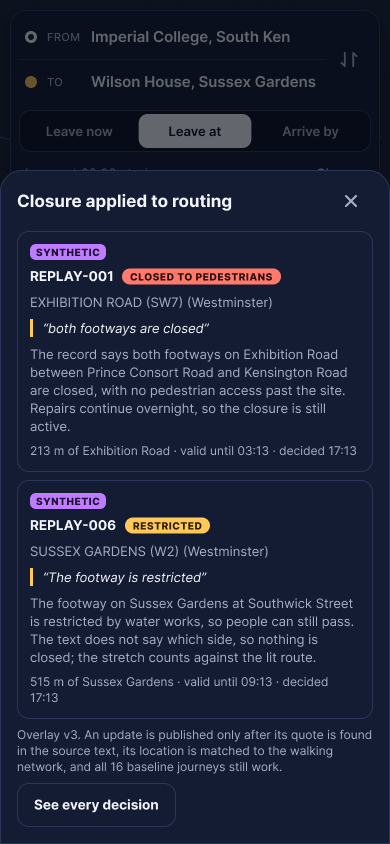 FROM Imperial College, South Ken
TO Wilson House, Sussex Gardens
Leave now Leave at Arrive by
Closure applied to routing
SYNTHETIC
REPLAY-001 CLOSED TO PEDESTRIANS
EXHIBITION ROAD (SW7) (Westminster)
“both footways are closed”
The record says both footways on Exhibition Road
between Prince Consort Road and Kensington Road
are closed, with no pedestrian access past the site.
Repairs continue overnight, so the closure is still
active.
213 m of Exhibition Road · valid until 03:13 · decided 17:13
SYNTHETIC
REPLAY-006 RESTRICTED
SUSSEX GARDENS (W2) (Westminster)
“The footway is restricted”
The footway on Sussex Gardens at Southwick Street
is restricted by water works, so people can still pass.
The text does not say which side, so nothing is
closed; the stretch counts against the lit route.
515 m of Sussex Gardens · valid until 09:13 · decided
17:13
Overlay v3. An update is published only after its quote is found
in the source text, its location is matched to the walking
network, and all 16 baseline journeys still work.
See every decision